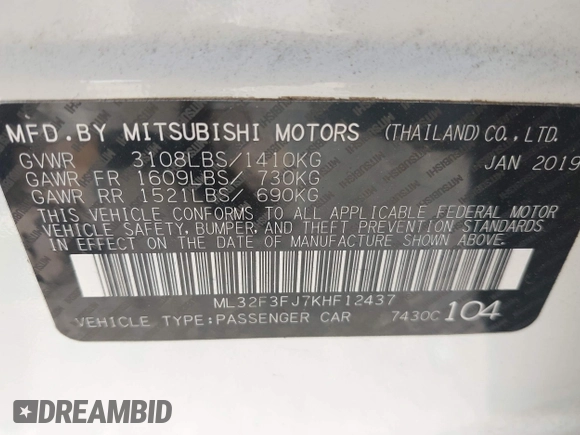 MFD.BY MITSUBISHI MOTORS (THAILAND)CO.,LTD.
GVWR 3108LBS/1410KG JAN 2019
GAWR FR 1609LBS/ 730KG
GAWR RR 1521LBS/ 690KG
THIS VEHICLE CONFORMS TO ALL APPLICABLE FEDERAL MOTOR
VEHICLE SAFETY, BUMPER, AND THEFT PREVENTION STANDARDS
IN EFFECT ON THE DATE OF MANUFACTURE SHOWN ABOVE.
ML32F3FJ7KHF12437
VEHICLE TYPE:PASSENGER CAR 7430C 104
DREAMBID